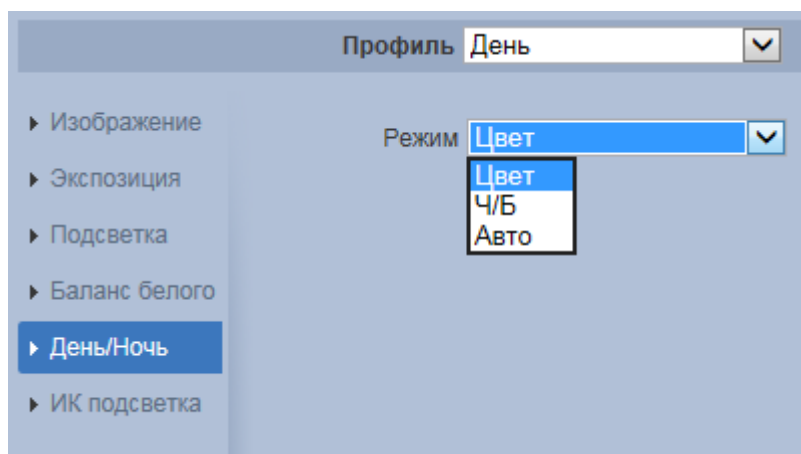 Профиль День
Изображение
Режим Цвет
Экспозиция
Цвет
Ч/Б
Подсветка
Авто
Баланс белого
День/Ночь
ИК подсветка